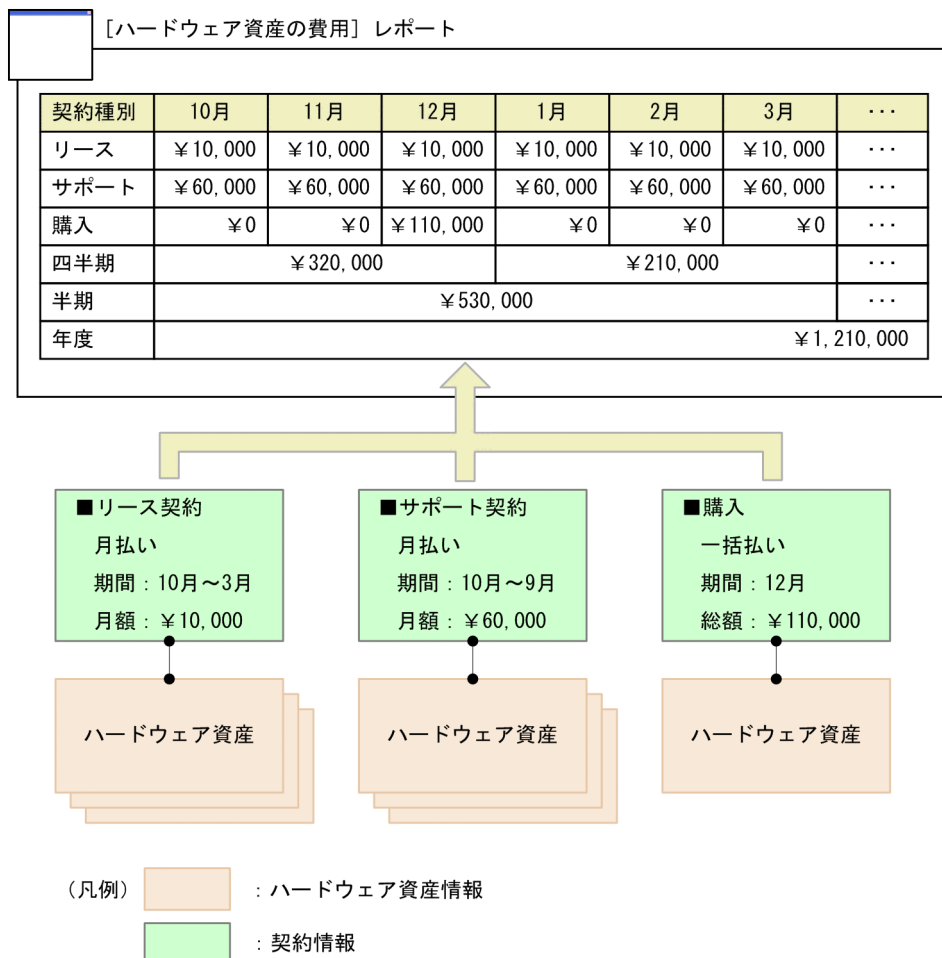 ［ハードウェア資産の費用］レポート
契約種別 10月 11月 12月 1月 2月 3月 ･･･
リース ￥10,000 ￥10,000 ￥10,000 ￥10,000 ￥10,000 ￥10,000 ･･･
サポート ￥60,000 ￥60,000 ￥60,000 ￥60,000 ￥60,000 ￥60,000 ･･･
購入 ￥0 ￥0 ￥110,000 ￥0 ￥0 ￥0 ･･･
四半期 ￥320,000 ￥210,000 ･･･
半期 ￥530,000 ･･･
年度 ￥1,210,000
■リース契約
月払い
期間：10月～3月
月額：￥10,000
■サポート契約
月払い
期間：10月～9月
月額：￥60,000
■購入
一括払い
期間：12月
総額：￥110,000
ハードウェア資産
ハードウェア資産
ハードウェア資産
（凡例）
：ハードウェア資産情報
：契約情報